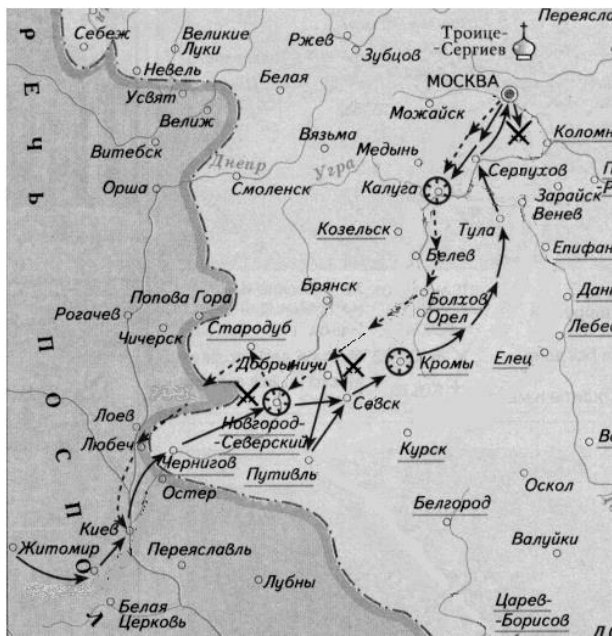 Себеж
Великие
Луки
Ржев
Зубцов
Троице-
-Сергиев
Переясла
Невель
Усвят
Белая
МОСКВА
Велиж
Можайск
Витебск
Вязьма
Коломн
Днепр
Угра
Медынь
Серпухов
Орша
Смоленск
Калуга
Зарайск
Венев
Козельск
Тула
Белев
Епифан
Брянск
Попова Гора
Болхов
Дан
Рогачев
Орел
Чичерск
Стародуб
Лебе
Добрыничи
Кромы
Елец
Севск
Лоев
Новгород-
-Северский
Любеч
Чернигов
Путивль
Курск
Остер
Оскол
Белгород
Киев
Житомир
Переяславль
Валуйки
Лубны
Белая
Церковь
Царев-
-Борисов
Р Е Ч Ь
П О С П О